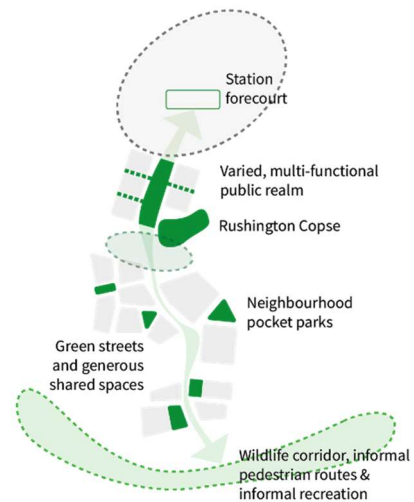 Station
forecourt
Varied, multi-functional
public realm
Rushington Copse
Neighbourhood
pocket parks
Green streets
and generous
shared spaces
Wildlife corridor, informal
pedestrian routes &
informal recreation